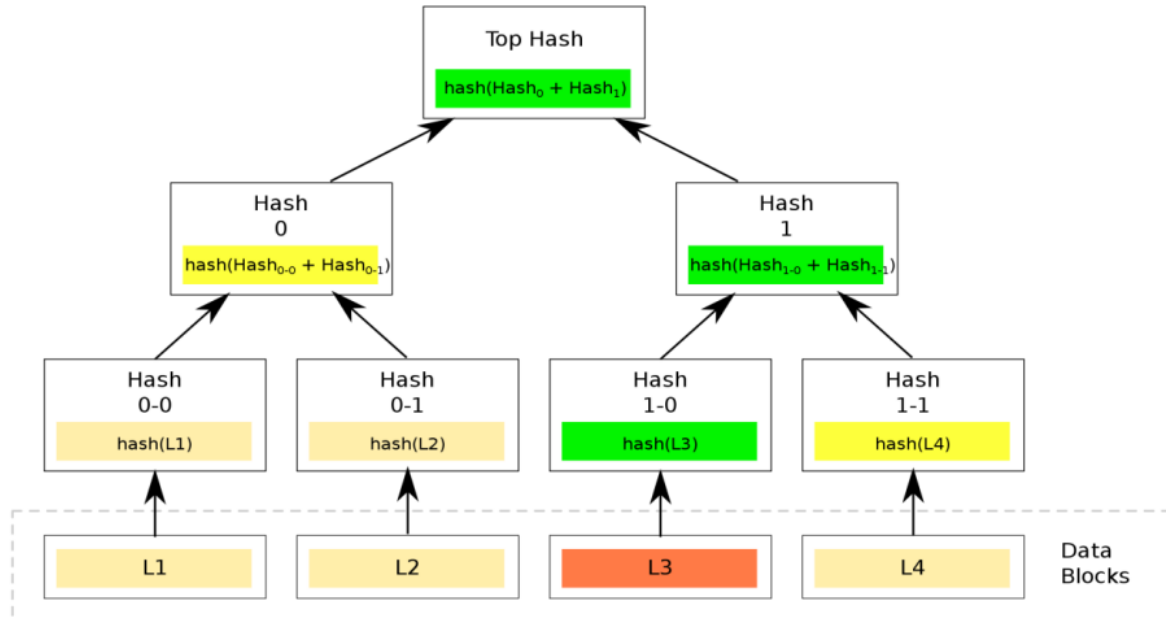 Top Hash
hash(Hash₀ + Hash₁)
Hash
0
hash(Hash₀₋₀ + Hash₀₋₁)
Hash
1
hash(Hash₁₋₀ + Hash₁₋₁)
Hash
0-0
hash(L1)
Hash
0-1
hash(L2)
Hash
1-0
hash(L3)
Hash
1-1
hash(L4)
L1
L2
L3
L4
Data
Blocks